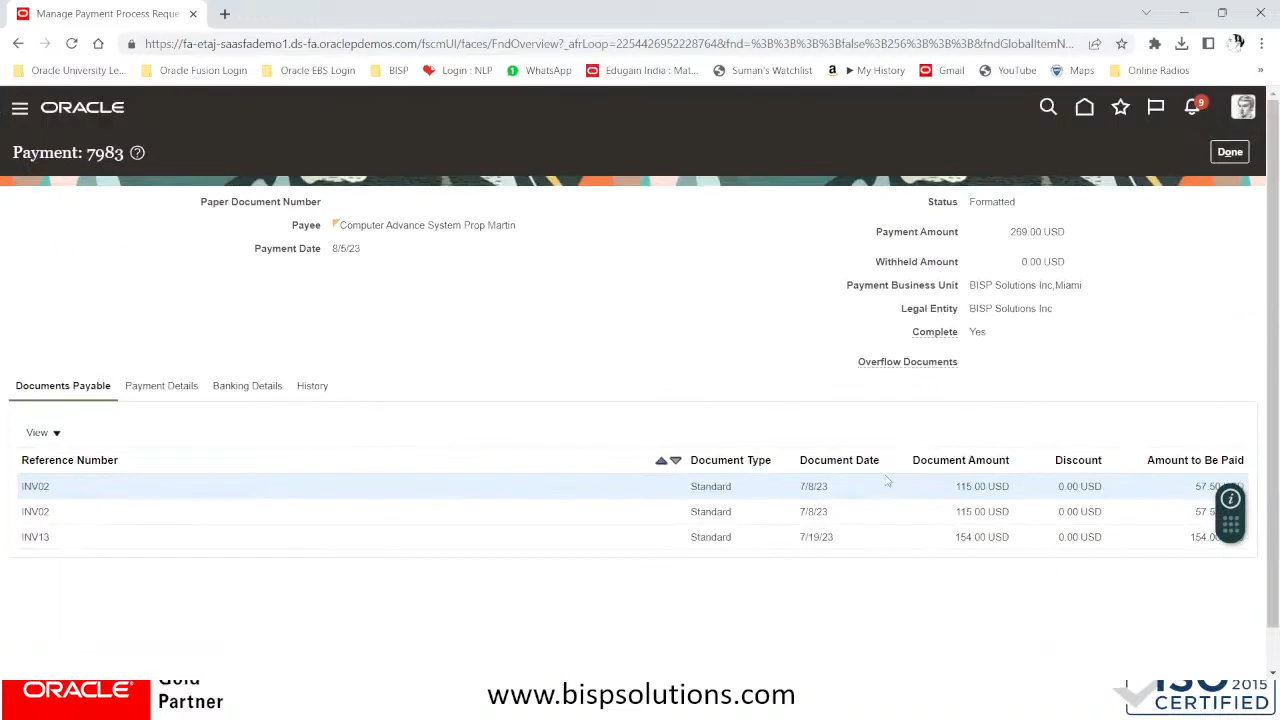 Manage Payment Process Reque
https://fa-etaj-saasfademo1.ds-fa.oraclepdemos.com/fscmUI/faces/FndOverview?_afrLoop=2254426952228764&fnd=%3B%3B%3B%3Bfalse%3B256%3B%3B%3B&fndGlobalItemN...
Oracle University Le... Oracle Fusion Login Oracle EBS Login BISP Login : NLP WhatsApp Edugain India : Mat... Suman's Watchlist ▶ My History Gmail YouTube Maps Online Radios »
ORACLE 9
Payment: 7983 Done
Paper Document Number
Payee Computer Advance System Prop Martin
Payment Date 8/5/23
Status Formatted
Payment Amount 269.00 USD
Withheld Amount 0.00 USD
Payment Business Unit BISP Solutions Inc,Miami
Legal Entity BISP Solutions Inc
Complete Yes
Overflow Documents
Documents Payable Payment Details Banking Details History
View
Reference Number Document Type Document Date Document Amount Discount Amount to Be Paid
INV02 Standard 7/8/23 115.00 USD 0.00 USD
INV02 Standard 7/8/23 115.00 USD 0.00 USD
INV13 Standard 7/19/23 154.00 USD 0.00 USD
ORACLE Gold
Partner
www.bispsolutions.com
ISO 2015
CERTIFIED